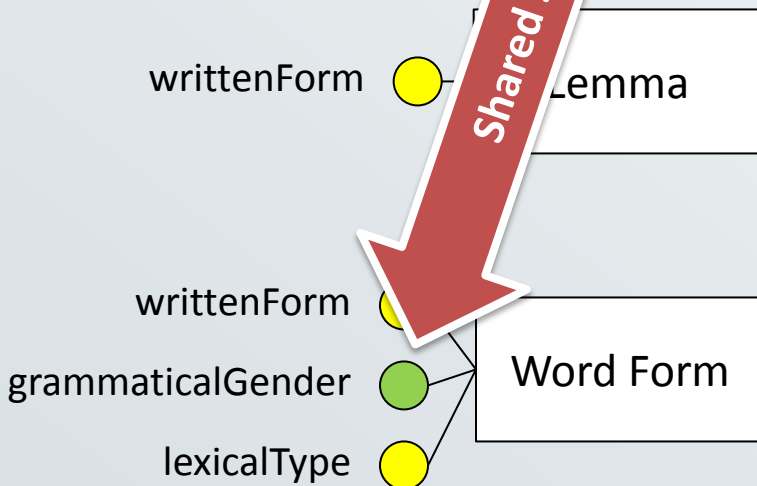 Shared
writtenForm
Lemma
writtenForm
grammaticalGender
Word Form
lexicalType